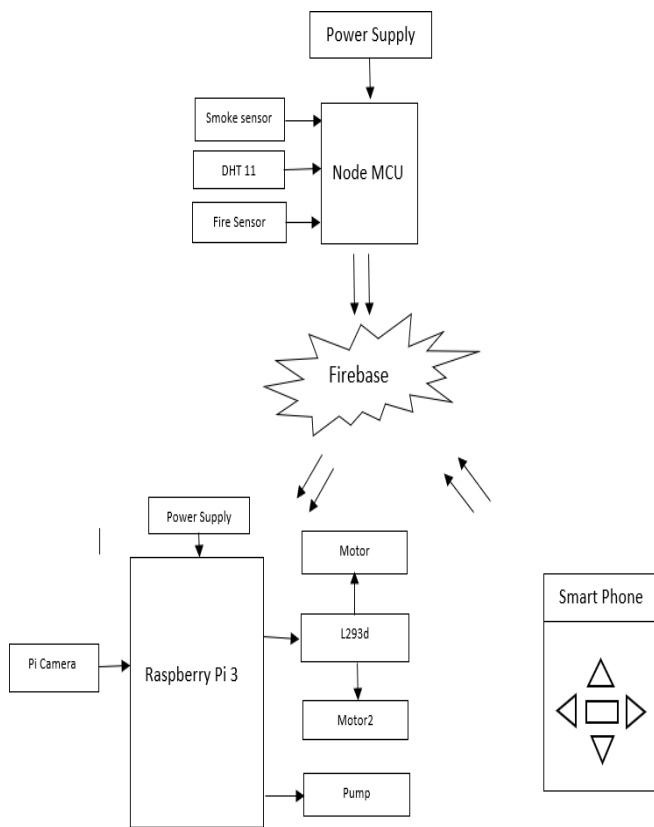 Power Supply
Smoke sensor
Node MCU
DHT 11
Fire Sensor
Firebase
Power Supply
Motor
Smart Phone
L293d
Pi Camera
Raspberry Pi 3
Motor2
Pump